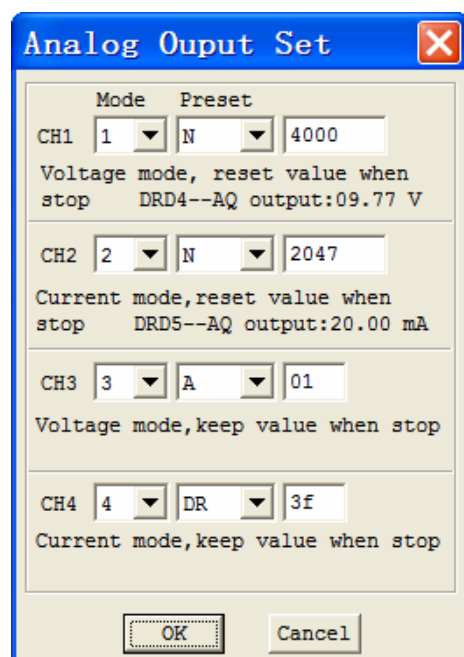 Analog Ouput Set
Mode Preset
CH1 1 N 4000
Voltage mode, reset value when
stop DRD4--AQ output:09.77 V
CH2 2 N 2047
Current mode,reset value when
stop DRD5--AQ output:20.00 mA
CH3 3 A 01
Voltage mode,keep value when stop
CH4 4 DR 3f
Current mode,keep value when stop
OK Cancel